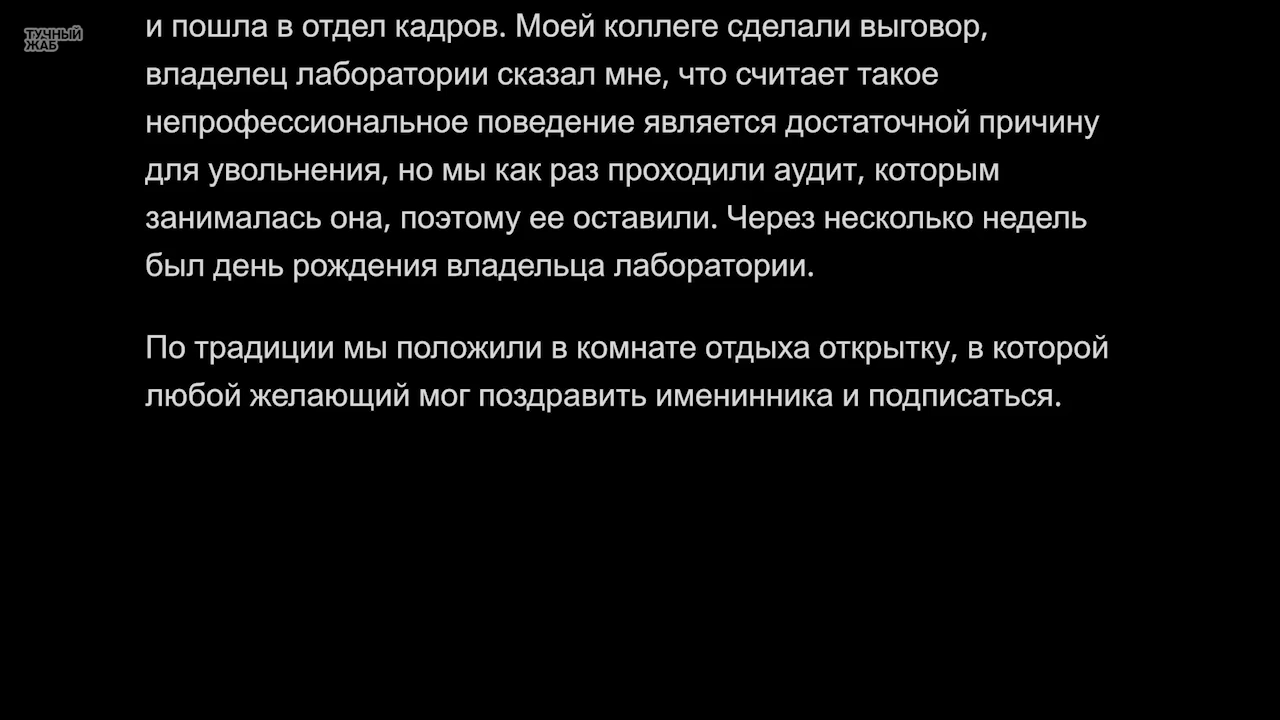 ТУЧНЫЙ
ЖАБ
и пошла в отдел кадров. Моей коллеге сделали выговор,
владелец лаборатории сказал мне, что считает такое
непрофессиональное поведение является достаточной причину
для увольнения, но мы как раз проходили аудит, которым
занималась она, поэтому ее оставили. Через несколько недель
был день рождения владельца лаборатории.
По традиции мы положили в комнате отдыха открытку, в которой
любой желающий мог поздравить именинника и подписаться.